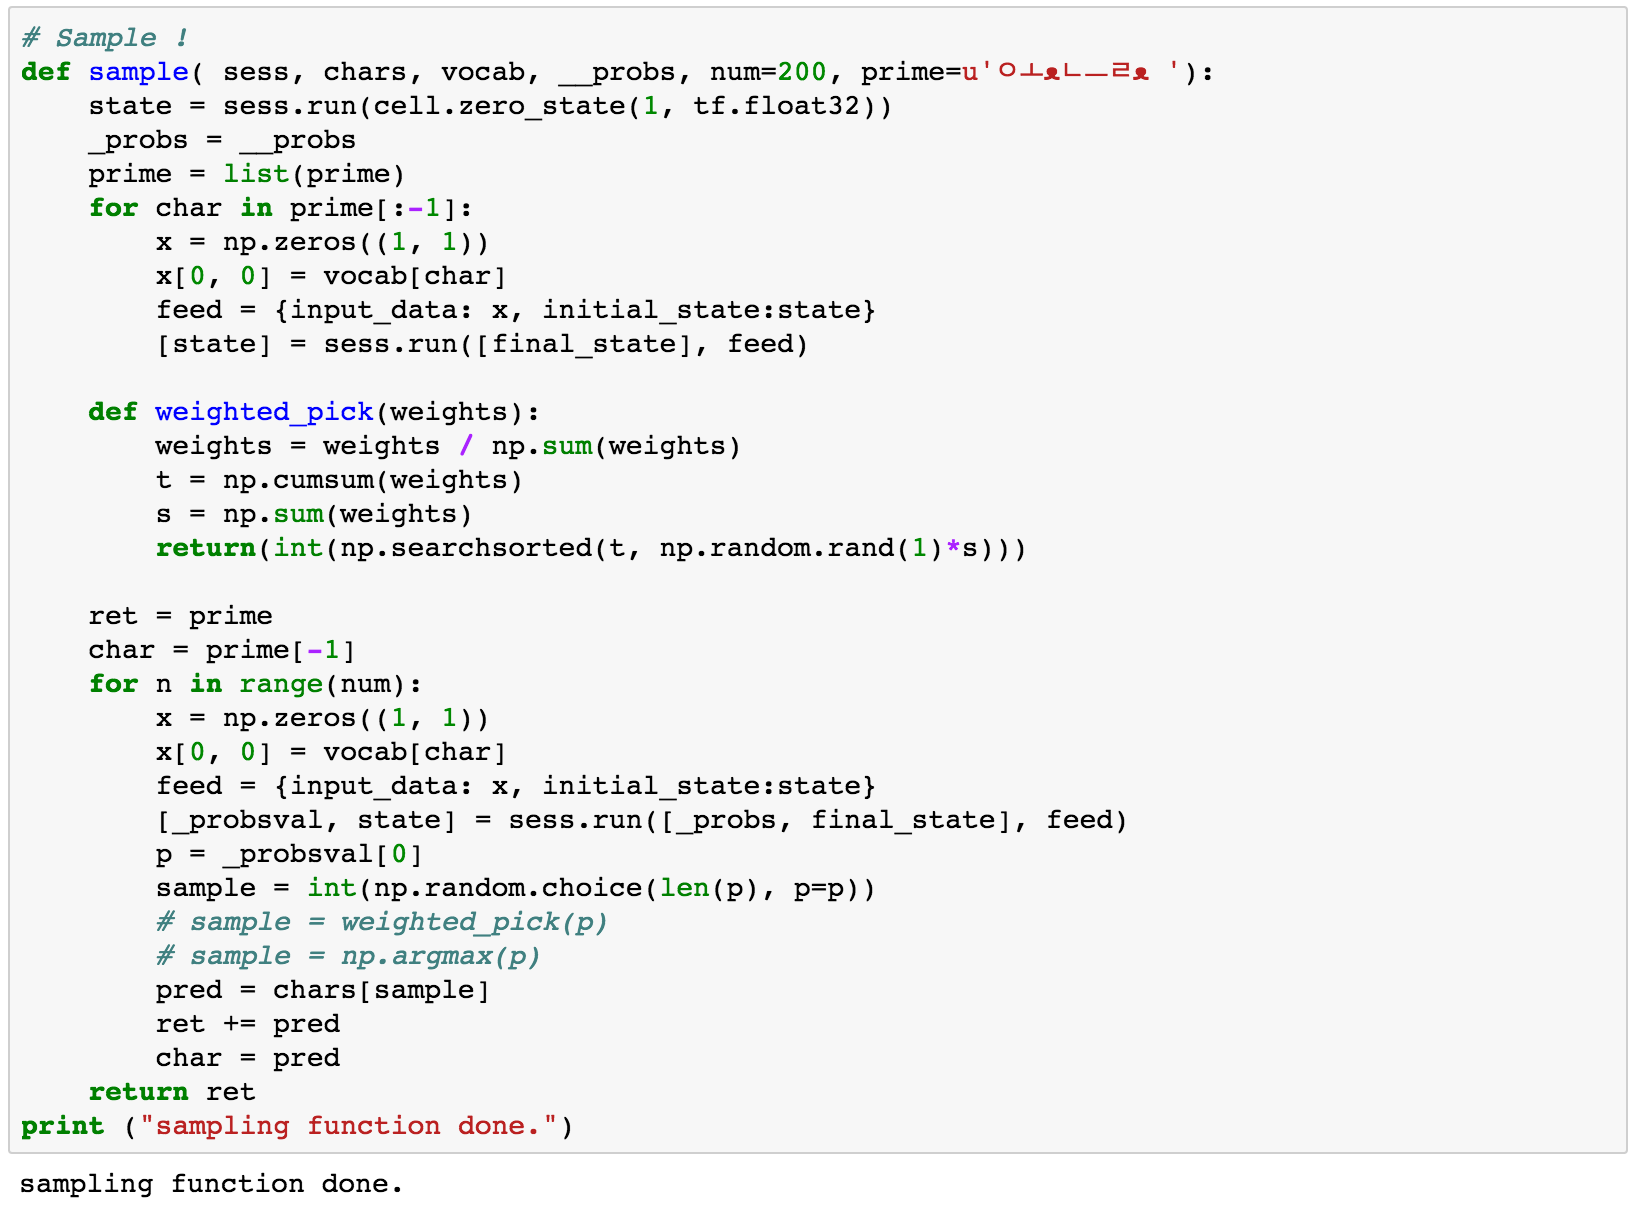 # Sample !
def sample( sess, chars, vocab, __probs, num=200, prime=u'ㅇㅗᴥㄴㅡㄹᴥ '):
    state = sess.run(cell.zero_state(1, tf.float32))
    _probs = __probs
    prime = list(prime)
    for char in prime[:-1]:
        x = np.zeros((1, 1))
        x[0, 0] = vocab[char]
        feed = {input_data: x, initial_state:state}
        [state] = sess.run([final_state], feed)

    def weighted_pick(weights):
        weights = weights / np.sum(weights)
        t = np.cumsum(weights)
        s = np.sum(weights)
        return(int(np.searchsorted(t, np.random.rand(1)*s)))

    ret = prime
    char = prime[-1]
    for n in range(num):
        x = np.zeros((1, 1))
        x[0, 0] = vocab[char]
        feed = {input_data: x, initial_state:state}
        [_probsval, state] = sess.run([_probs, final_state], feed)
        p = _probsval[0]
        sample = int(np.random.choice(len(p), p=p))
        # sample = weighted_pick(p)
        # sample = np.argmax(p)
        pred = chars[sample]
        ret += pred
        char = pred
    return ret
print ("sampling function done.")
sampling function done.